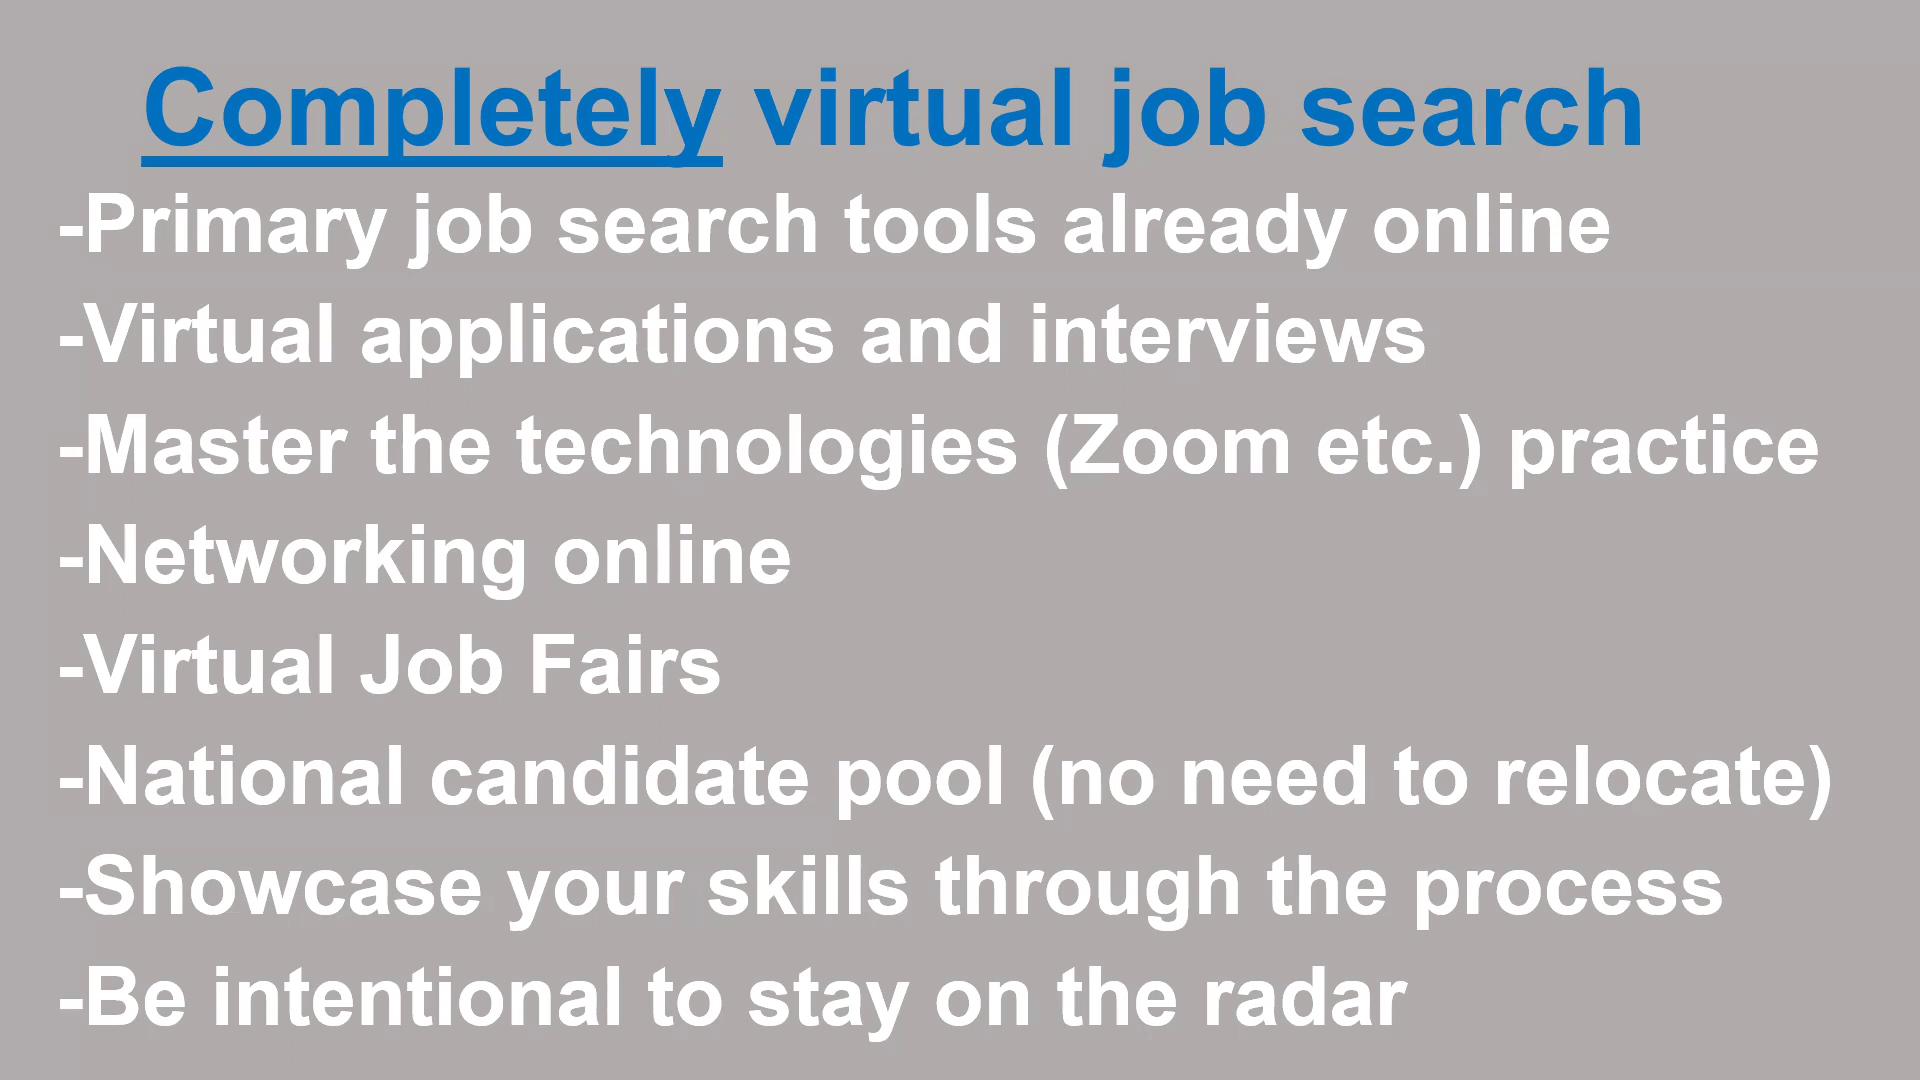 Completely virtual job search
-Primary job search tools already online
-Virtual applications and interviews
-Master the technologies (Zoom etc.) practice
-Networking online
-Virtual Job Fairs
-National candidate pool (no need to relocate)
-Showcase your skills through the process
-Be intentional to stay on the radar